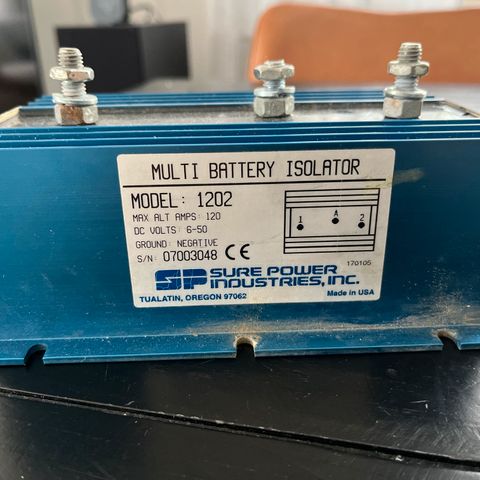 MULTI BATTERY ISOLATOR
MODEL: 1202
MAX ALT AMPS: 120
DC VOLTS: 6-50
GROUND: NEGATIVE
S/N: 07003048 CE
1 A 2
170105
SP SURE POWER
INDUSTRIES, INC.
TUALATIN, OREGON 97062
Made in USA